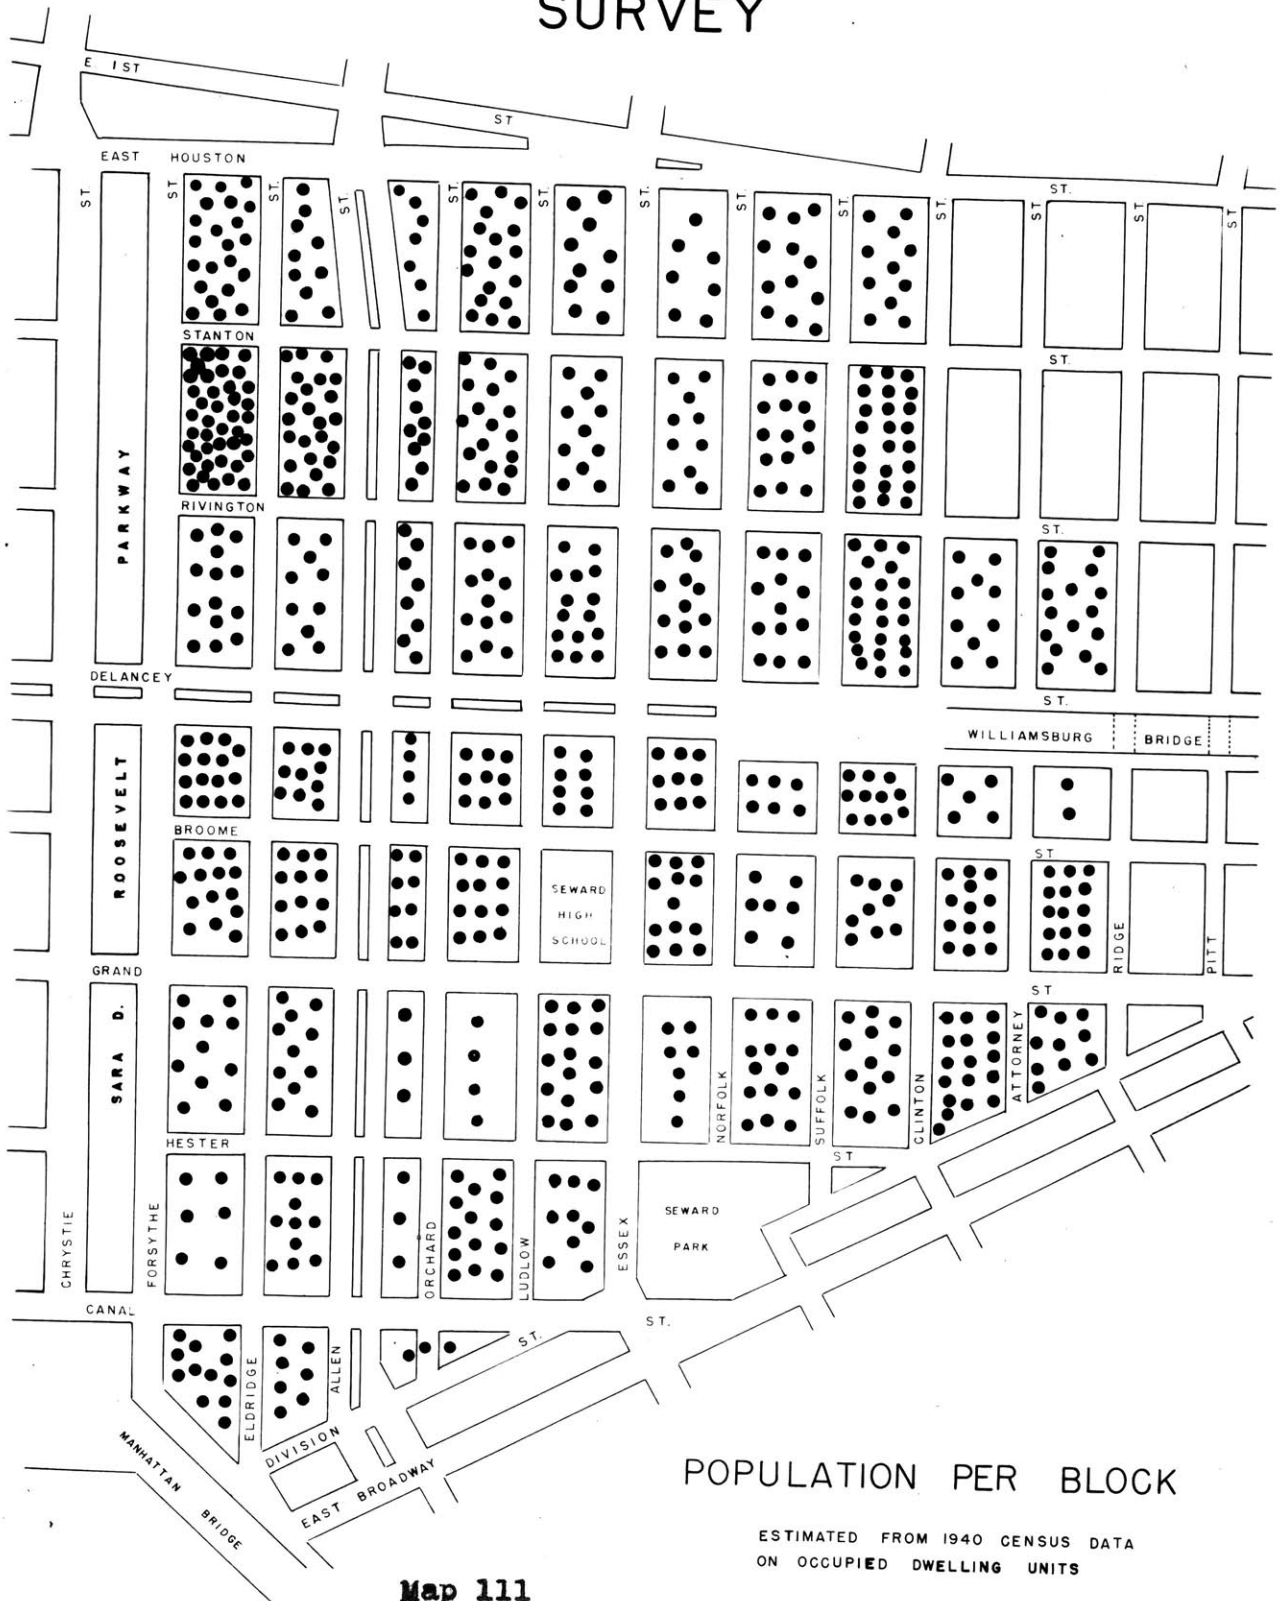 SURVEY
E 1ST
ST
EAST HOUSTON
ST.
ST
ST
ST.
ST.
ST.
ST.
ST.
ST.
ST.
ST
ST
ST
ST
STANTON
ST.
RIVINGTON
ST.
PARKWAY
DELANCEY
ST.
WILLIAMSBURG BRIDGE
ROOSEVELT
BROOME
ST
SEWARD
HIGH
SCHOOL
RIDGE
PITT
GRAND
ST
SARA D.
NORFOLK
SUFFOLK
CLINTON
ATTORNEY
HESTER
ST
CHRYSTIE
FORSYTHE
ORCHARD
LUDLOW
ESSEX
SEWARD
PARK
CANAL
ST.
ST.
ELDRIDGE
ALLEN
DIVISION
EAST BROADWAY
MANHATTAN BRIDGE
POPULATION PER BLOCK
ESTIMATED FROM 1940 CENSUS DATA
ON OCCUPIED DWELLING UNITS
Map 111